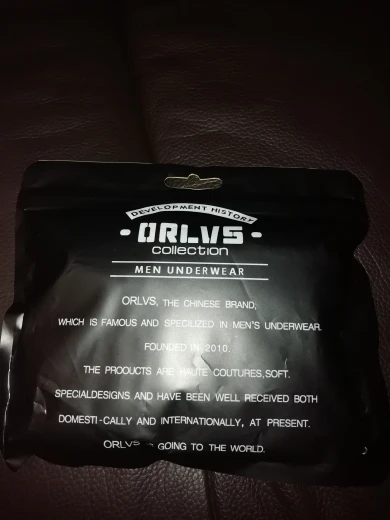 DEVELOPMENT HISTORY
·ORLVS·
collection
MEN UNDERWEAR
ORLVS, THE CHINESE BRAND,
WHICH IS FAMOUS AND SPECILIZED IN MEN'S UNDERWEAR.
FOUNDED IN 2010.
THE PRODUCTS ARE HAUTE COUTURES,SOFT.
SPECIALDESIGNS AND HAVE BEEN WELL RECEIVED BOTH
DOMESTI-CALLY AND INTERNATIONALLY, AT PRESENT.
ORLVS IS GOING TO THE WORLD.